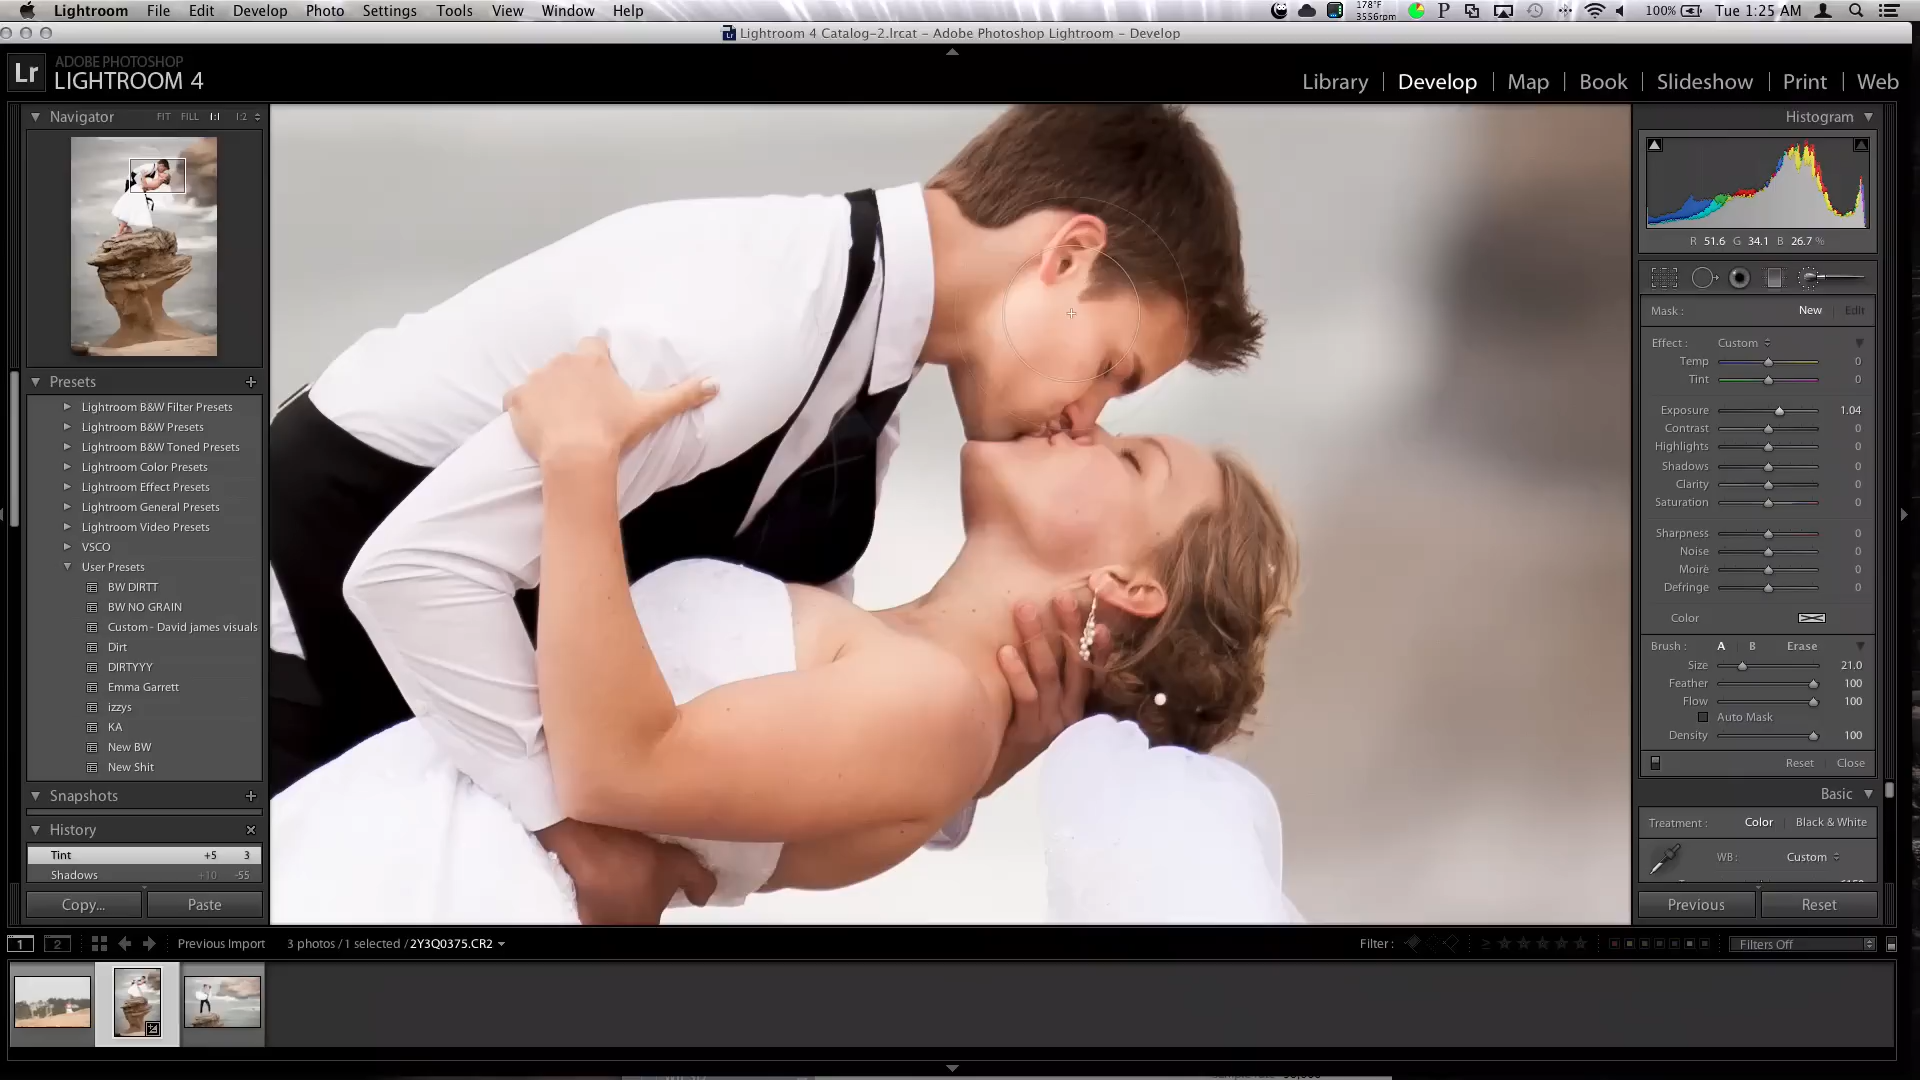 Lightroom File Edit Develop Photo Settings Tools View Window Help 178°F 3556rpm 100% Tue 1:25 AM
Lightroom 4 Catalog-2.lrcat – Adobe Photoshop Lightroom – Develop
Lr ADOBE PHOTOSHOP
LIGHTROOM 4
Library | Develop | Map | Book | Slideshow | Print | Web
Navigator FIT FILL 1:1 1:2
Presets +
Lightroom B&W Filter Presets
Lightroom B&W Presets
Lightroom B&W Toned Presets
Lightroom Color Presets
Lightroom Effect Presets
Lightroom General Presets
Lightroom Video Presets
VSCO
User Presets
BW DIRTT
BW NO GRAIN
Custom - David james visuals
Dirt
DIRTYYY
Emma Garrett
izzys
KA
New BW
New Shit
Snapshots +
History
Tint +5 3
Shadows +10 -55
Copy... Paste
Histogram
R 51.6 G 34.1 B 26.7 %
Mask : New Edit
Effect : Custom
Temp 0
Tint 0
Exposure 1.04
Contrast 0
Highlights 0
Shadows 0
Clarity 0
Saturation 0
Sharpness 0
Noise 0
Moiré 0
Defringe 0
Color
Brush : A B Erase
Size 21.0
Feather 100
Flow 100
Auto Mask
Density 100
Reset Close
Basic
Treatment : Color Black & White
WB : Custom
Previous Reset
1 2 Previous Import 3 photos / 1 selected / 2Y3Q0375.CR2 Filter : Filters Off